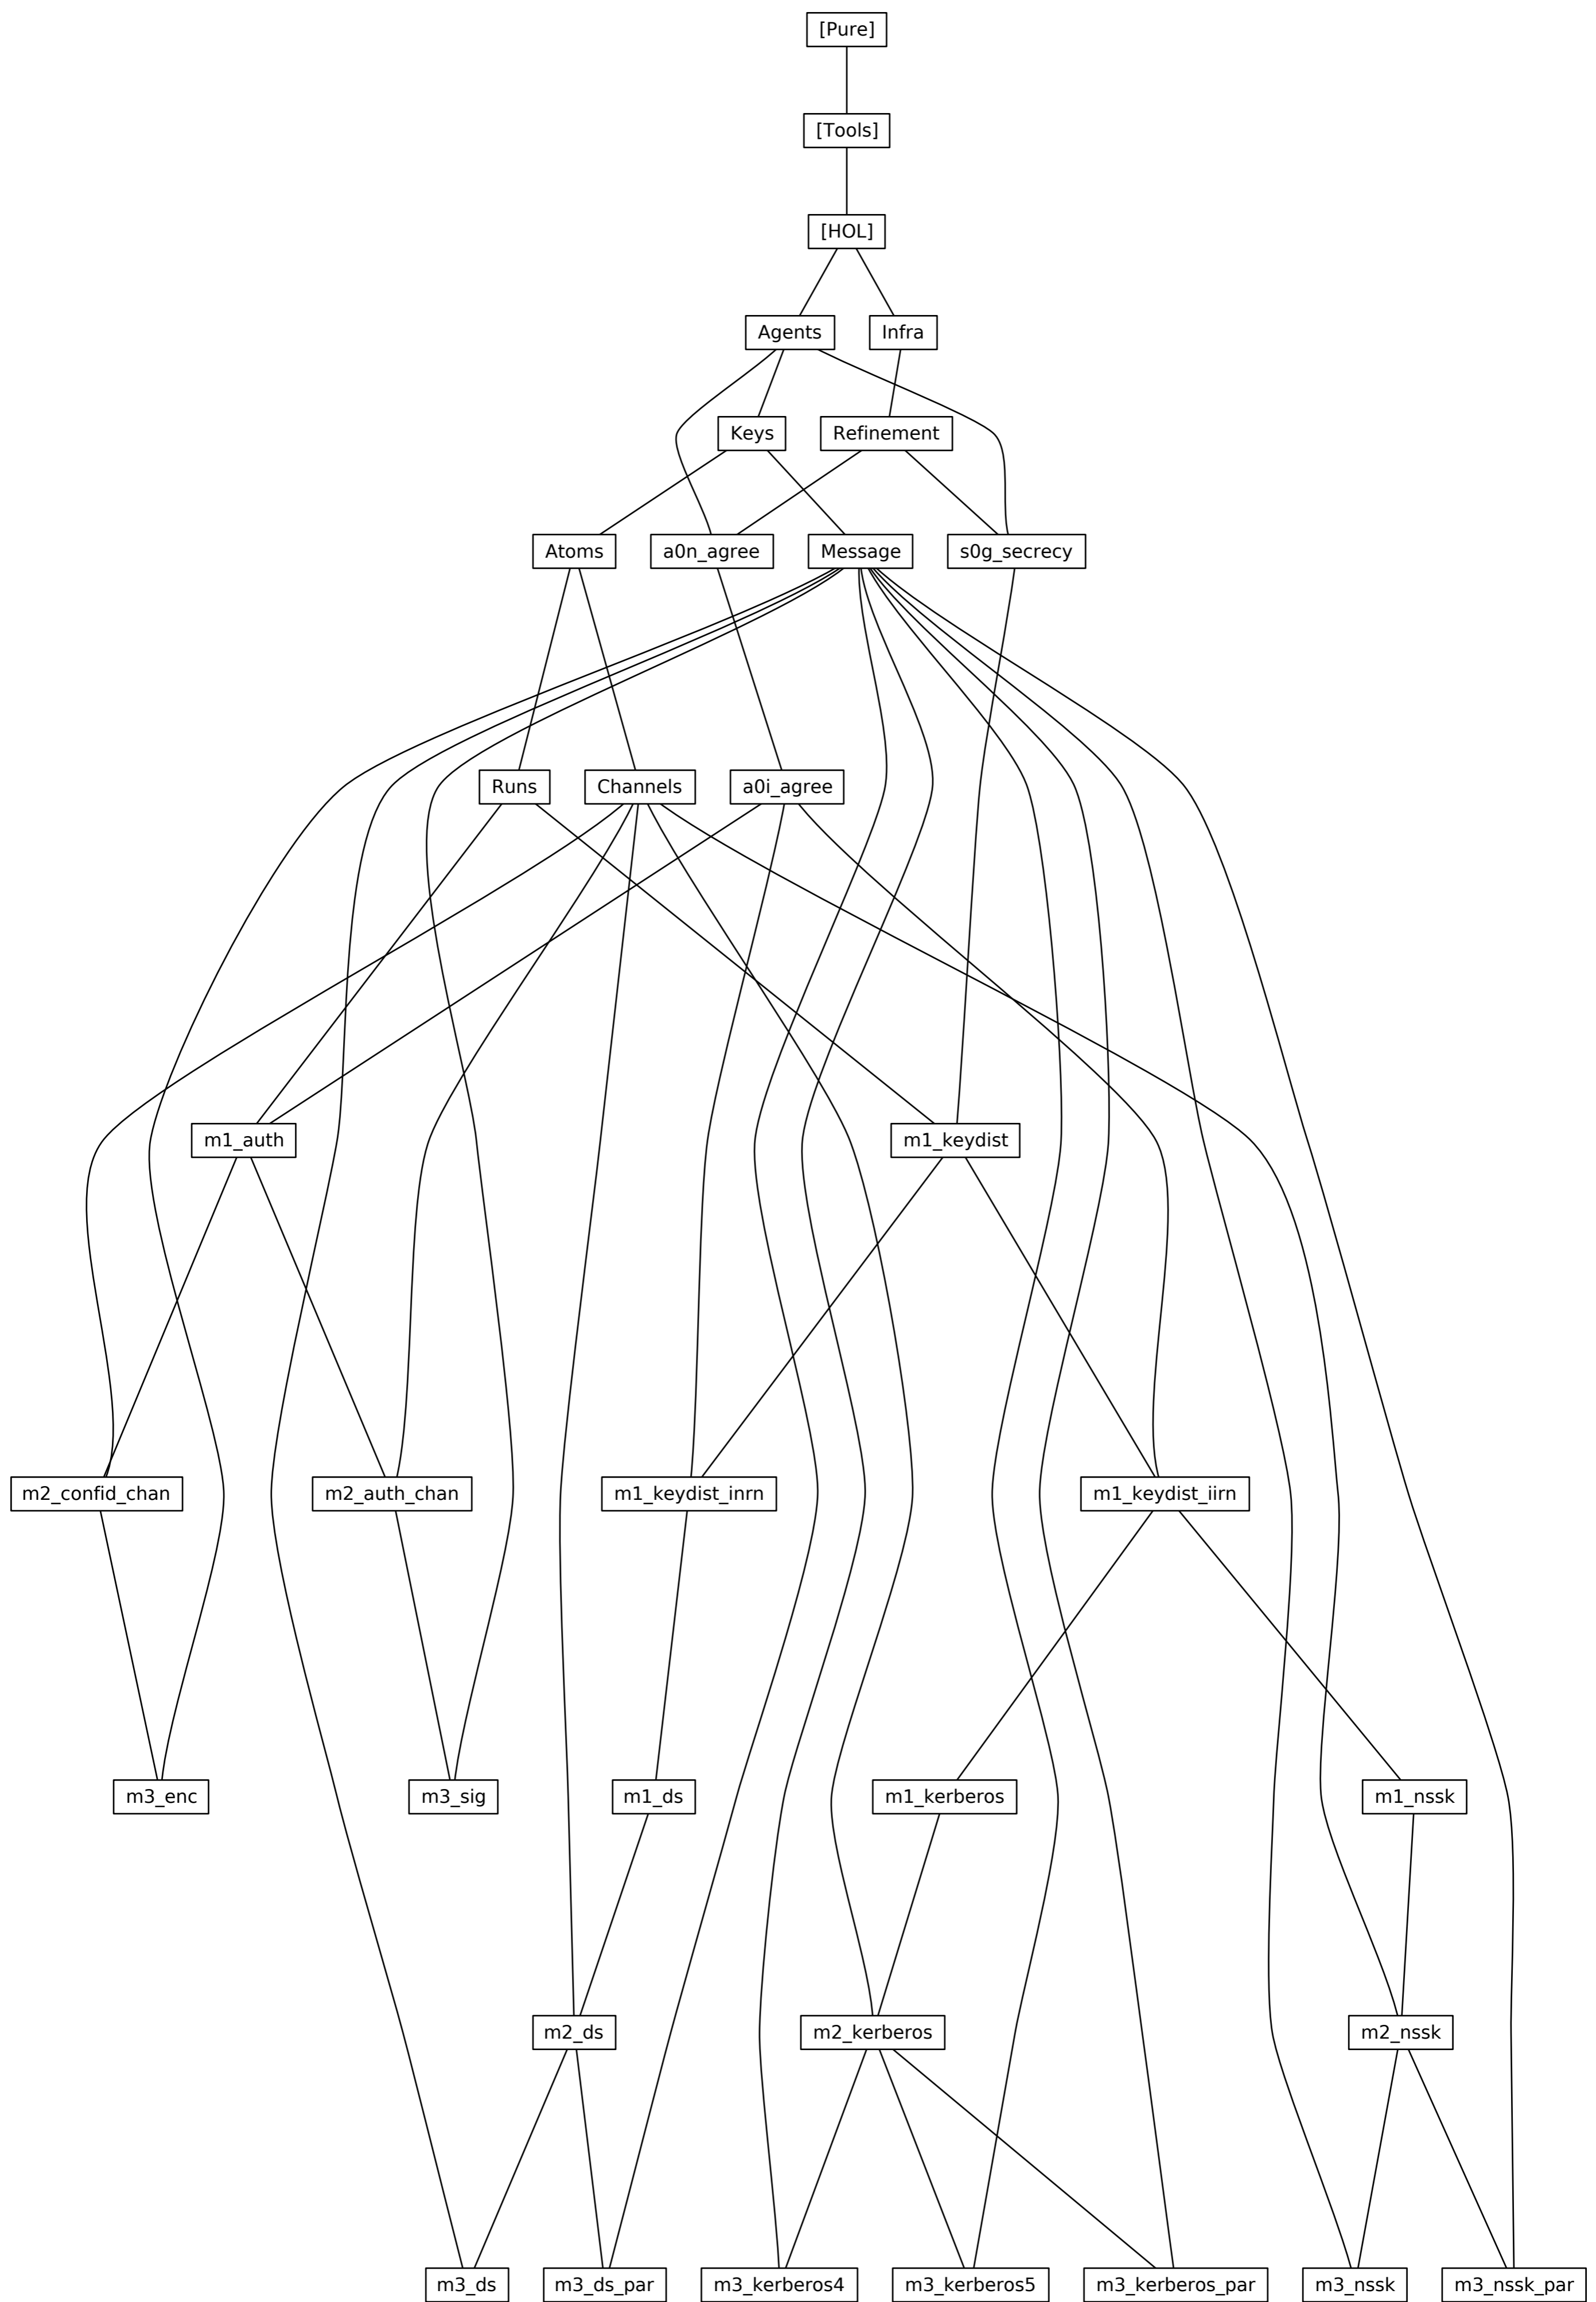 [Pure]
[Tools]
[HOL]
Agents
Infra
Keys
Refinement
Atoms
a0n_agree
Message
s0g_secrecy
Runs
Channels
a0i_agree
m1_auth
m1_keydist
m2_confid_chan
m2_auth_chan
m1_keydist_inrn
m1_keydist_iirn
m3_enc
m3_sig
m1_ds
m1_kerberos
m1_nssk
m2_ds
m2_kerberos
m2_nssk
m3_ds
m3_ds_par
m3_kerberos4
m3_kerberos5
m3_kerberos_par
m3_nssk
m3_nssk_par